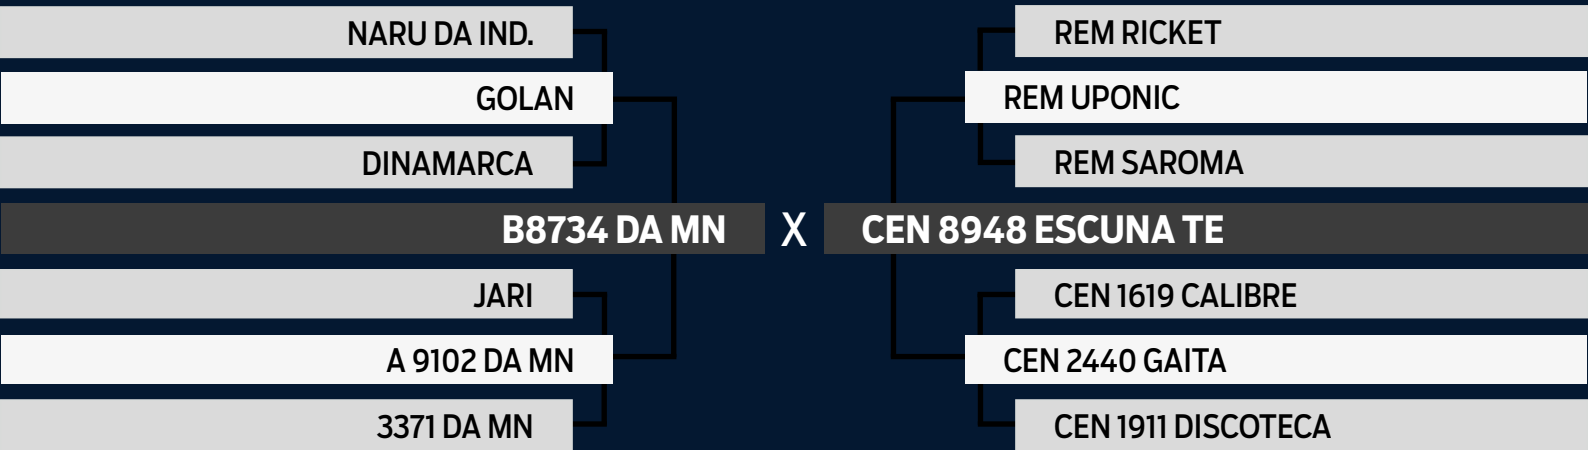 NARU DA IND.
GOLAN
DINAMARCA
B8734 DA MN
JARI
A 9102 DA MN
3371 DA MN
X
REM RICKET
REM UPONIC
REM SAROMA
CEN 8948 ESCUNA TE
CEN 1619 CALIBRE
CEN 2440 GAITA
CEN 1911 DISCOTECA